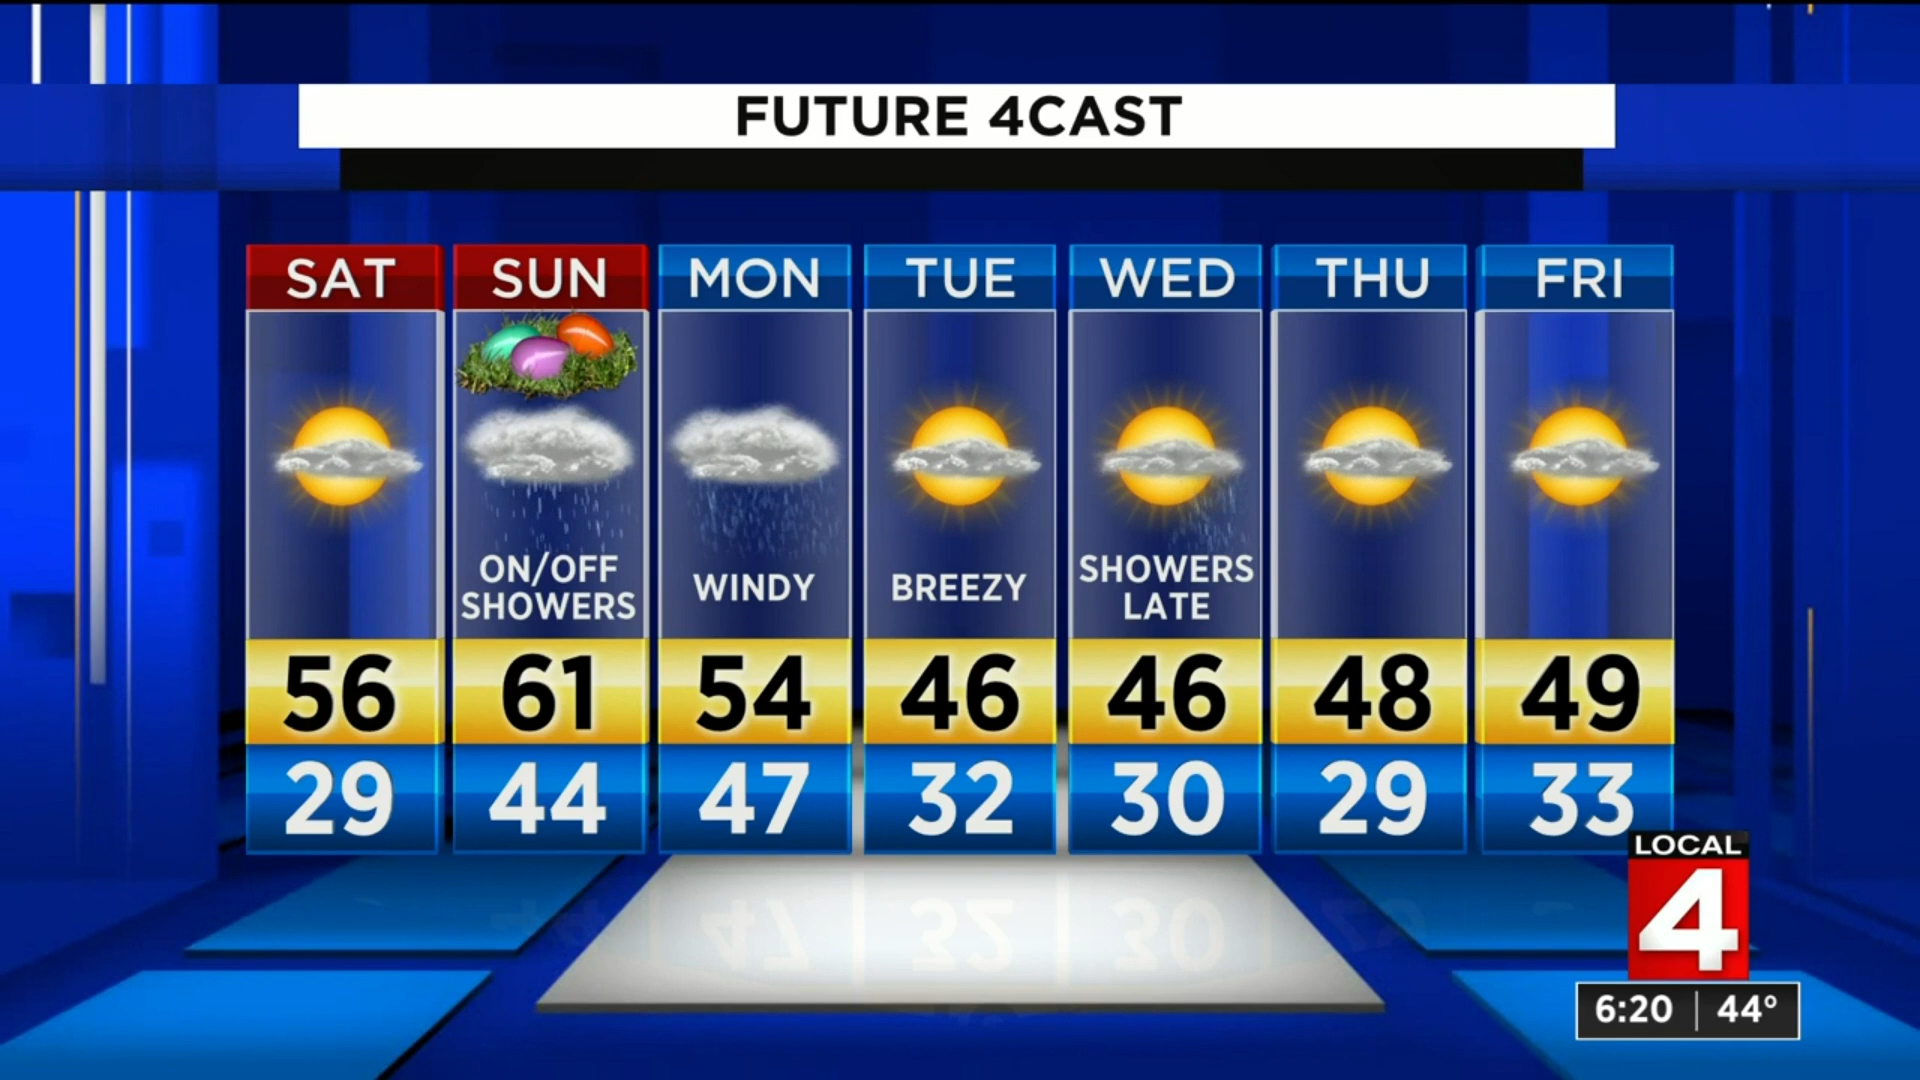 FUTURE 4CAST
SAT SUN MON TUE WED THU FRI
ON/OFF
SHOWERS
WINDY
BREEZY
SHOWERS
LATE
56 61 54 46 46 48 49
29 44 47 32 30 29 33
LOCAL
4
6:20 44°